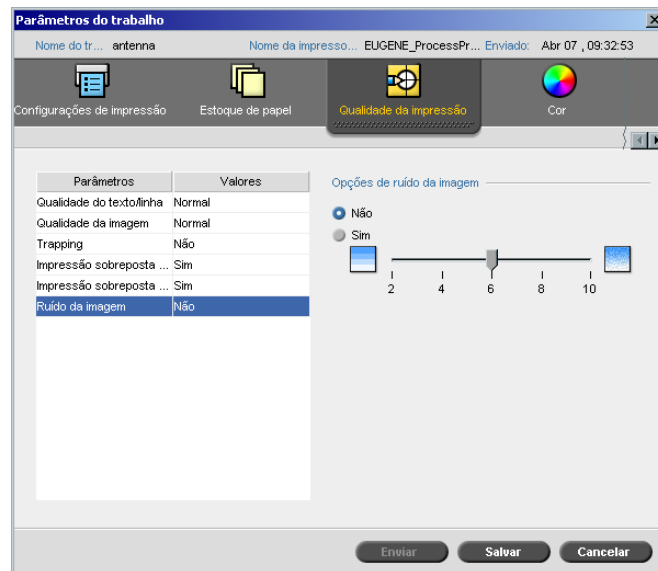 Parâmetros do trabalho
Nome do tr... antenna Nome da impresso... EUGENE_ProcessPr... Enviado: Abr 07 , 09:32:53
Configurações de impressão Estoque de papel Qualidade da impressão Cor
Parâmetros Valores
Qualidade do texto/linha Normal
Qualidade da imagem Normal
Trapping Não
Impressão sobreposta ... Sim
Impressão sobreposta ... Sim
Ruído da imagem Não
Opções de ruído da imagem
Não
Sim
2 4 6 8 10
Enviar Salvar Cancelar